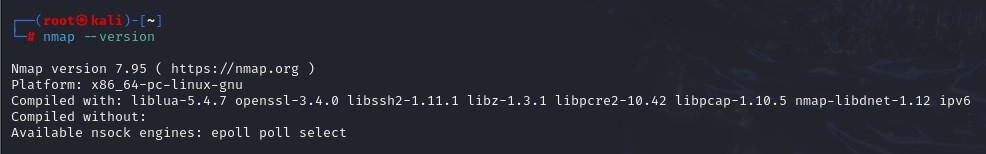 ┌──(root㉿kali)-[~]
└─# nmap --version
Nmap version 7.95 ( https://nmap.org )
Platform: x86_64-pc-linux-gnu
Compiled with: liblua-5.4.7 openssl-3.4.0 libssh2-1.11.1 libz-1.3.1 libpcre2-10.42 libpcap-1.10.5 nmap-libdnet-1.12 ipv6
Compiled without:
Available nsock engines: epoll poll select